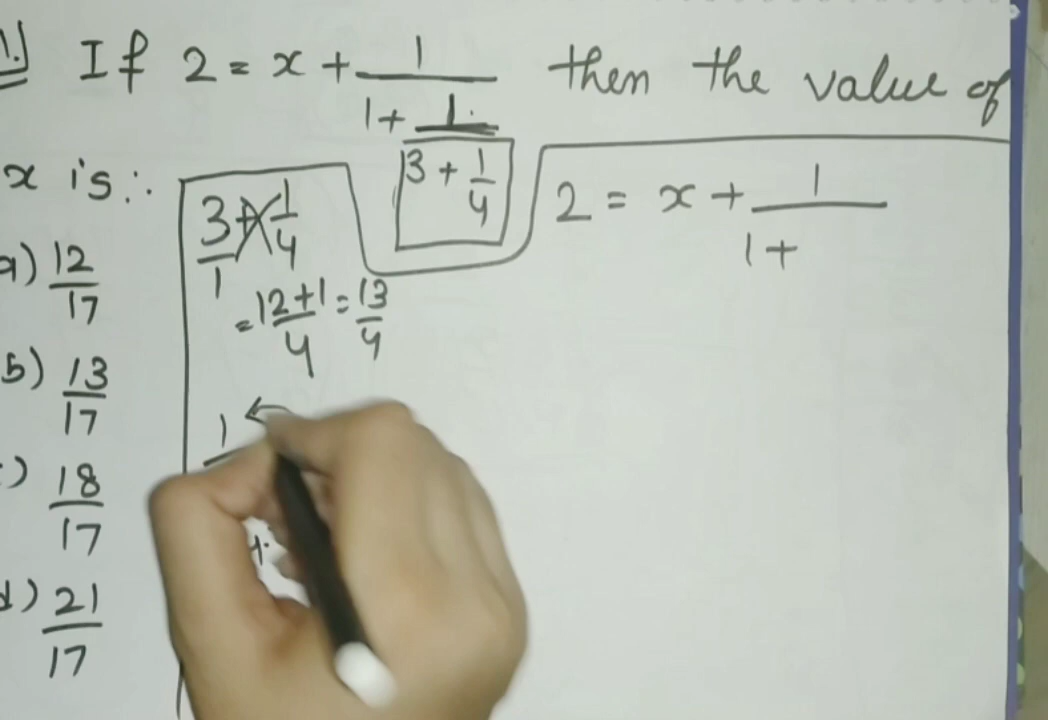 1.] If 2 = x + 1/(1 + 1/(3 + 1/4)) then the value of
x is :.
a) 12/17
b) 13/17
c) 18/17
d) 21/17
3/1 + 1/4
= 12+1/4 = 13/4
1
2 = x + 1/(1+